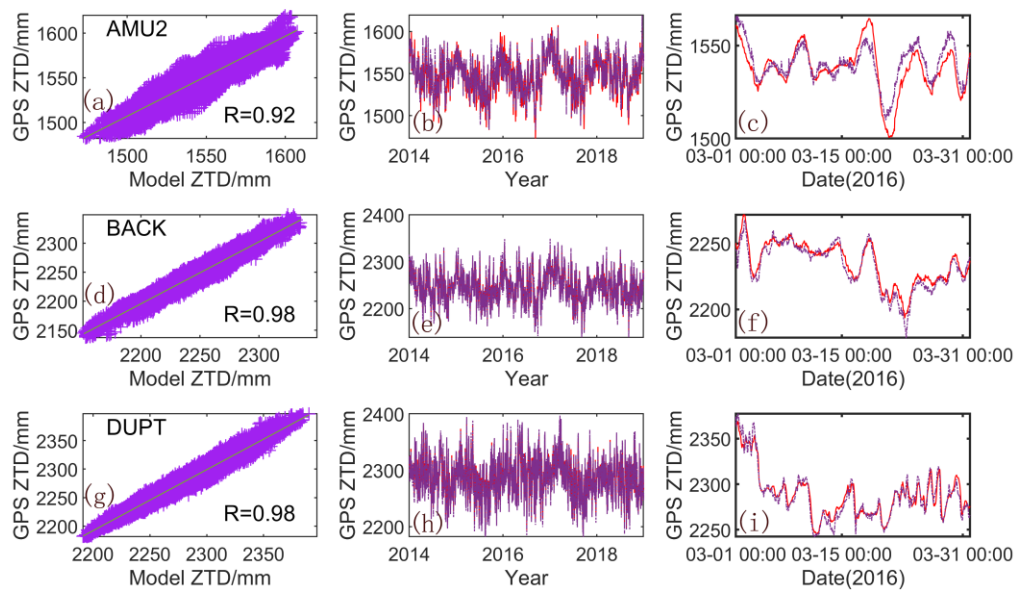 AMU2
GPS ZTD/mm
1600
1550
1500
(a)
R=0.92
1500 1550 1600
Model ZTD/mm
GPS ZTD/mm
1600
1550
1500
(b)
2014 2016 2018
Year
GPS ZTD/mm
1550
1500
(c)
03-01 00:00 03-15 00:00 03-31 00:00
Date(2016)
BACK
GPS ZTD/mm
2300
2250
2200
2150
(d)
R=0.98
2200 2250 2300
Model ZTD/mm
GPS ZTD/mm
2400
2300
2200
(e)
2014 2016 2018
Year
GPS ZTD/mm
2250
2200
(f)
03-01 00:00 03-15 00:00 03-31 00:00
Date(2016)
DUPT
GPS ZTD/mm
2350
2300
2250
2200
(g)
R=0.98
2200 2250 2300 2350
Model ZTD/mm
GPS ZTD/mm
2400
2300
2200
(h)
2014 2016 2018
Year
GPS ZTD/mm
2350
2300
2250
(i)
03-01 00:00 03-15 00:00 03-31 00:00
Date(2016)